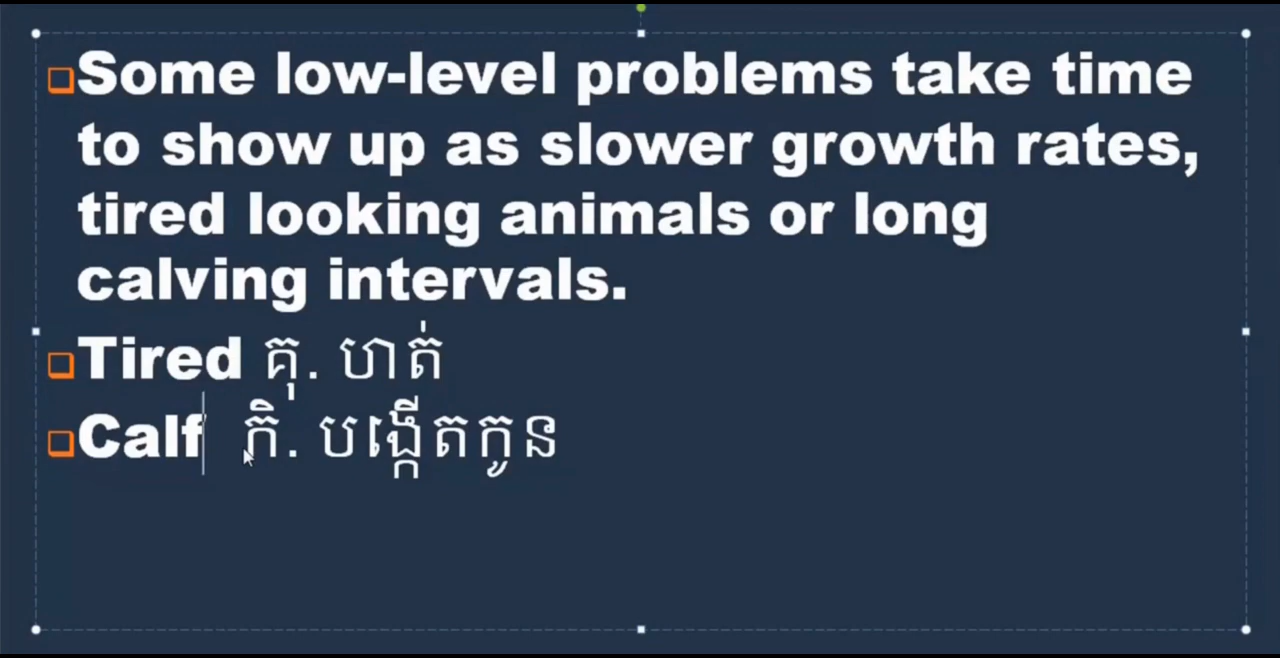 Some low-level problems take time
to show up as slower growth rates,
tired looking animals or long
calving intervals.
Tired គុ. ហត់
Calf កិ. បង្កើតកូន